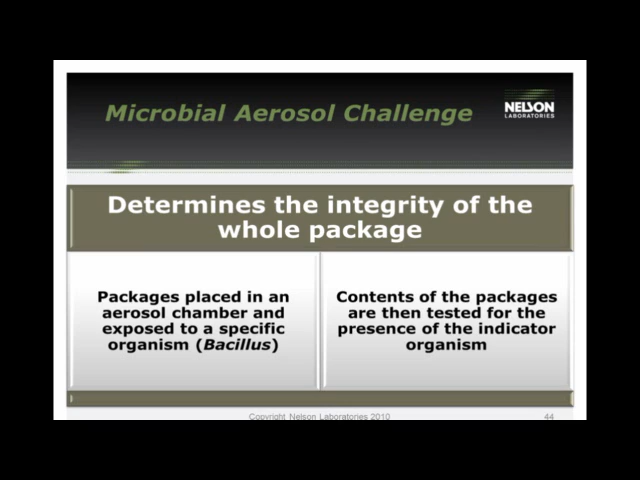 Microbial Aerosol Challenge
NELSON
LABORATORIES
Determines the integrity of the
whole package
Packages placed in an
aerosol chamber and
exposed to a specific
organism (Bacillus)
Contents of the packages
are then tested for the
presence of the indicator
organism
Copyright Nelson Laboratories 2010
44